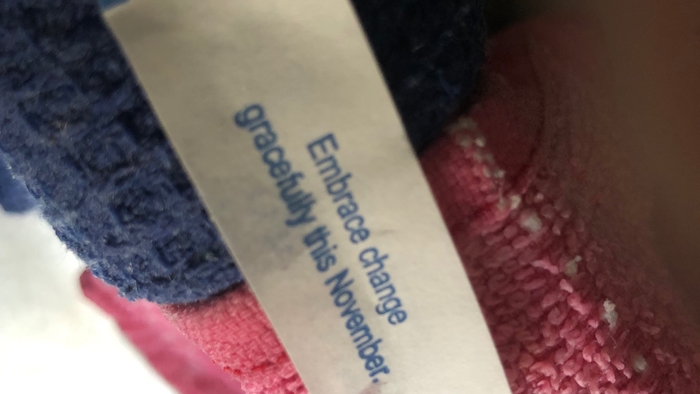 Embrace change
gracefully this November.